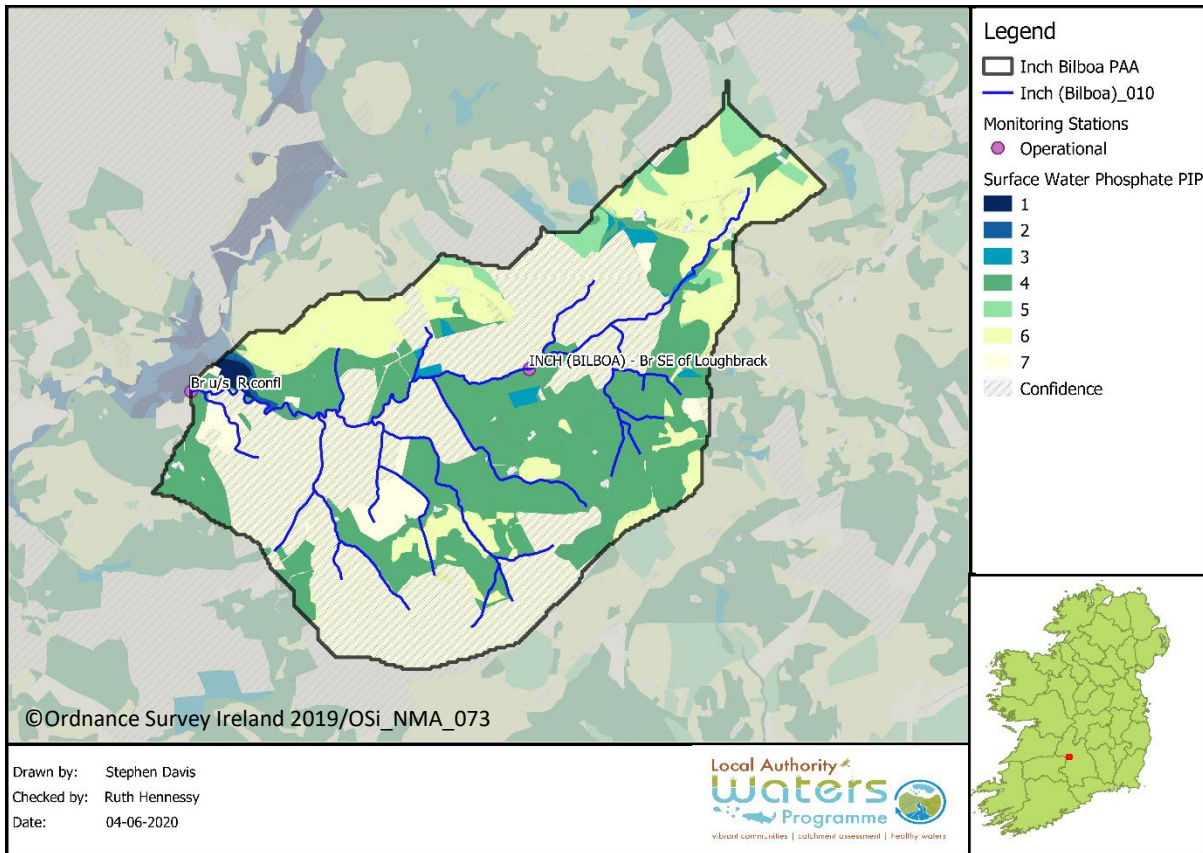 Legend
Inch Bilboa PAA
Inch (Bilboa)_010
Monitoring Stations
Operational
Surface Water Phosphate PIP
1
2
3
4
5
6
7
Confidence
INCH (BILBOA) - Br SE of Loughbrack
Br u/s R confl
©Ordnance Survey Ireland 2019/OSi_NMA_073
Drawn by: Stephen Davis
Checked by: Ruth Hennessy
Date: 04-06-2020
Local Authority
Waters
Programme
vibrant communities | catchment assessment | healthy waters